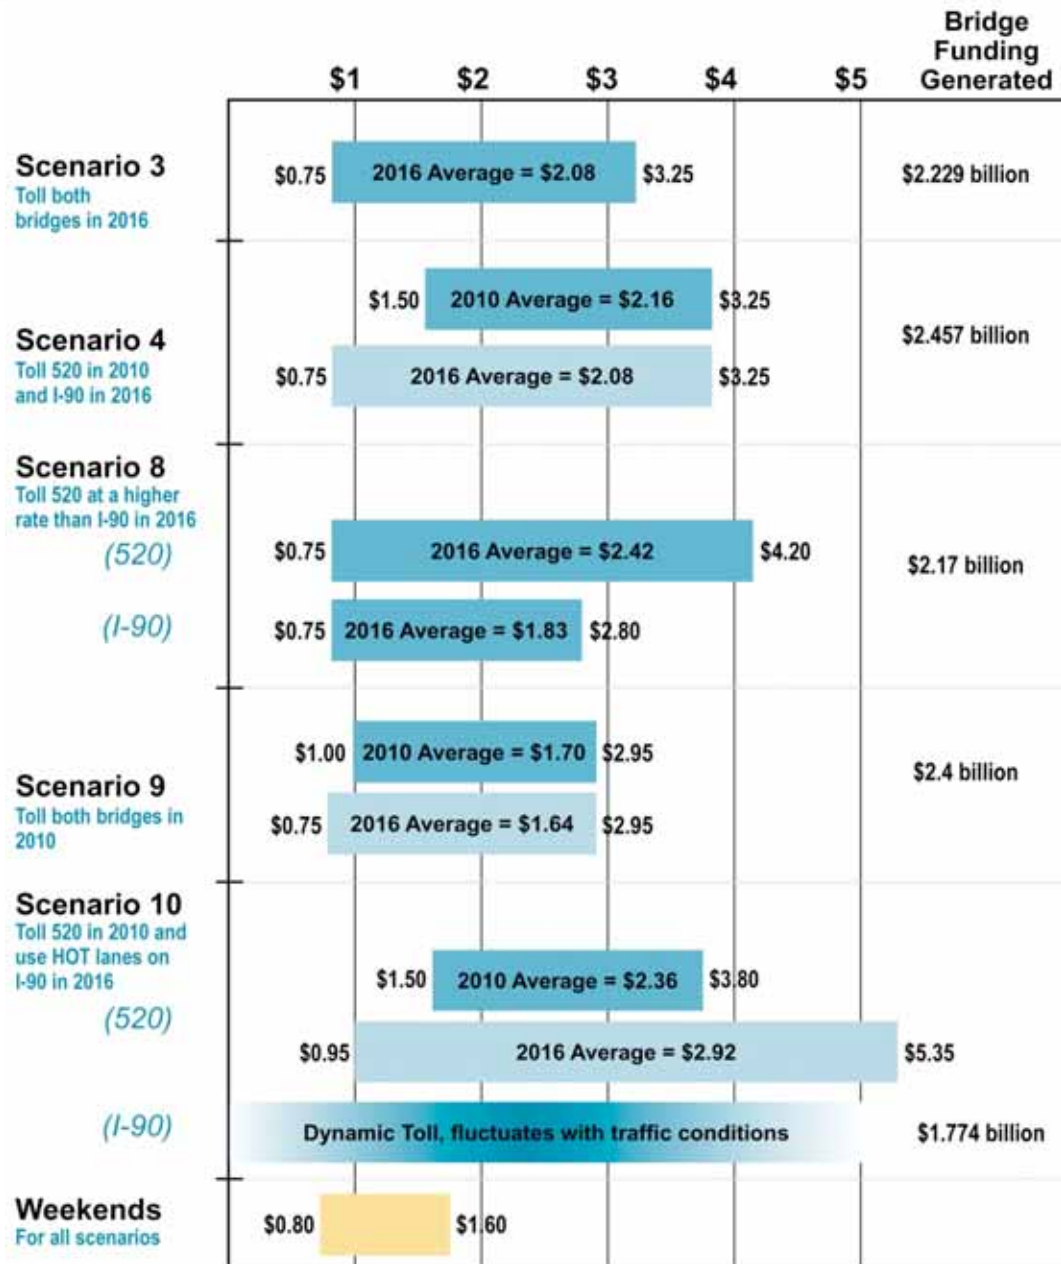 Bridge
Funding
Generated
$1 $2 $3 $4 $5
Scenario 3
Toll both
bridges in 2016
$0.75 2016 Average = $2.08 $3.25
$2.229 billion
Scenario 4
Toll 520 in 2010
and I-90 in 2016
$1.50 2010 Average = $2.16 $3.25
$0.75 2016 Average = $2.08 $3.25
$2.457 billion
Scenario 8
Toll 520 at a higher
rate than I-90 in 2016
(520)
$0.75 2016 Average = $2.42 $4.20
(I-90)
$0.75 2016 Average = $1.83 $2.80
$2.17 billion
Scenario 9
Toll both bridges in
2010
$1.00 2010 Average = $1.70 $2.95
$0.75 2016 Average = $1.64 $2.95
$2.4 billion
Scenario 10
Toll 520 in 2010 and
use HOT lanes on
I-90 in 2016
(520)
$1.50 2010 Average = $2.36 $3.80
$0.95 2016 Average = $2.92 $5.35
(I-90)
Dynamic Toll, fluctuates with traffic conditions
$1.774 billion
Weekends
For all scenarios
$0.80 $1.60